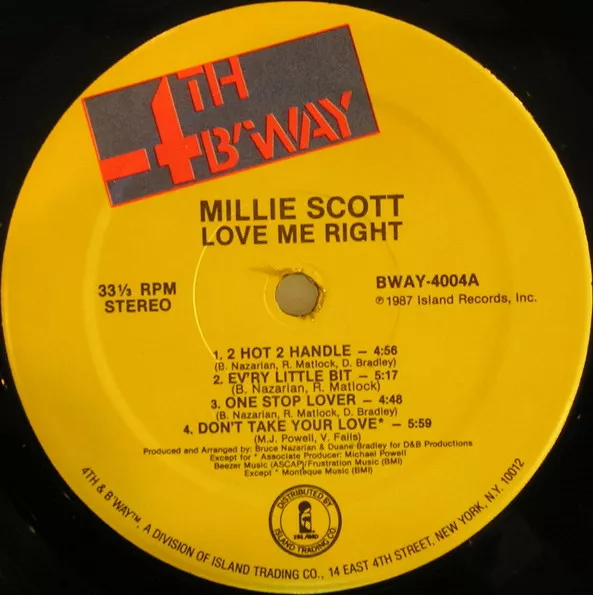 4TH
B'WAY
MILLIE SCOTT
LOVE ME RIGHT
33⅓ RPM
STEREO
BWAY-4004A
℗1987 Island Records, Inc.
1. 2 HOT 2 HANDLE – 4:56
(B. Nazarian, R. Matlock, D. Bradley)
2. EV'RY LITTLE BIT – 5:17
(B. Nazarian, R. Matlock)
3. ONE STOP LOVER – 4:48
(B. Nazarian, R. Matlock, D. Bradley)
4. DON'T TAKE YOUR LOVE* – 5:59
(M.J. Powell, V. Falls)
Produced and Arranged by: Bruce Nazarian & Duane Bradley for D&B Productions
Except for * Associate Producer: Michael Powell
Beezer Music (ASCAP)/Frustration Music (BMI)
Except * Monteque Music (BMI)
DISTRIBUTED BY
ISLAND
ISLAND TRADING CO.
4TH & B'WAY™, A DIVISION OF ISLAND TRADING CO., 14 EAST 4TH STREET, NEW YORK, N.Y. 10012